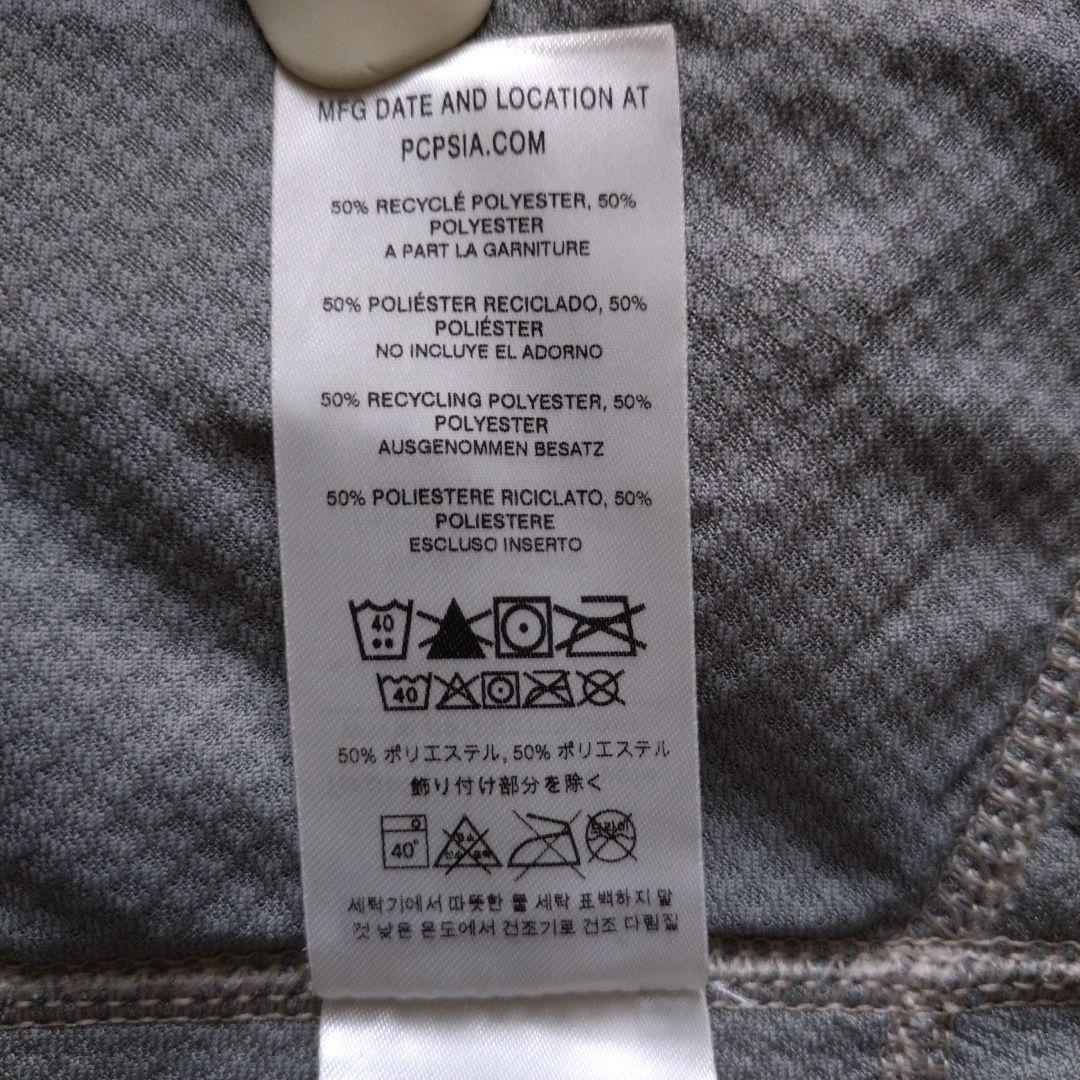 MFG DATE AND LOCATION AT
PCPSIA.COM
50% RECYCLÉ POLYESTER, 50%
POLYESTER
A PART LA GARNITURE
50% POLIÉSTER RECICLADO, 50%
POLIÉSTER
NO INCLUYE EL ADORNO
50% RECYCLING POLYESTER, 50%
POLYESTER
AUSGENOMMEN BESATZ
50% POLIESTERE RICICLATO, 50%
POLIESTERE
ESCLUSO INSERTO
40
40
50% ポリエステル, 50% ポリエステル
飾り付け部分を除く
40°
염소
드라이
세탁기에서 따뜻한 물 세탁 표백하지 말
것 낮은 온도에서 건조기로 건조 다림질